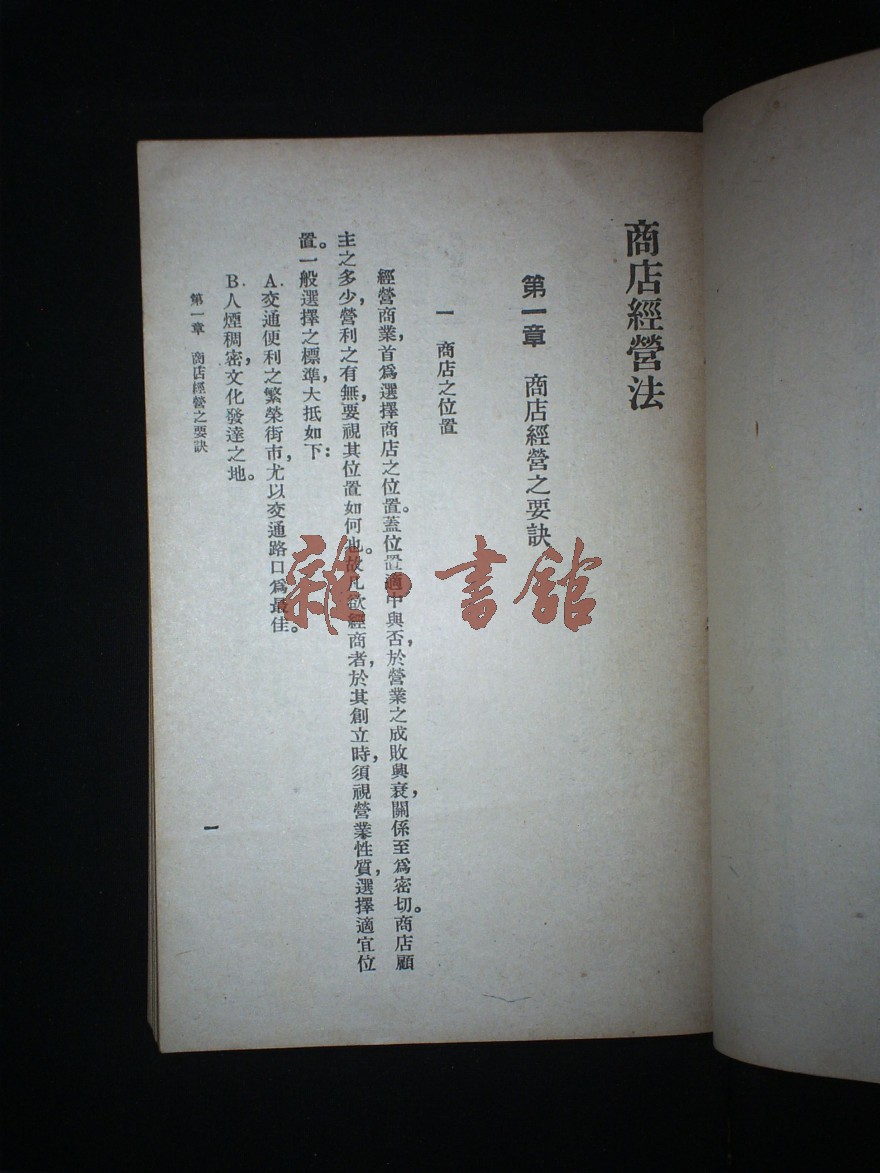 商店經營法
第一章　商店經營之要訣
一　商店之位置
經營商業，首爲選擇商店之位置。蓋位置適中與否，於營業之成敗興衰，關係至爲密切。商店顧
主之多少，營利之有無，要視其位置如何也。故凡欲經商者，於其創立時，須視營業性質，選擇適宜位
置。一般選擇之標準，大抵如下：
A.交通便利之繁榮街市，尤以交通路口爲最佳。
B.人煙稠密，文化發達之地。
第一章　商店經營之要訣
一
雜·書館